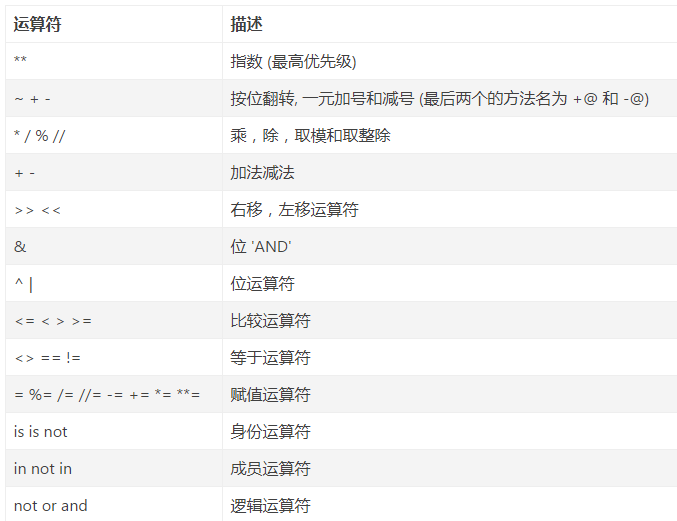 运算符 描述
** 指数 (最高优先级)
~ + - 按位翻转, 一元加号和减号 (最后两个的方法名为 +@ 和 -@)
* / % // 乘，除，取模和取整除
+ - 加法减法
>> << 右移，左移运算符
& 位 'AND'
^ | 位运算符
<= < > >= 比较运算符
<> == != 等于运算符
= %= /= //= -= += *= **= 赋值运算符
is is not 身份运算符
in not in 成员运算符
not or and 逻辑运算符